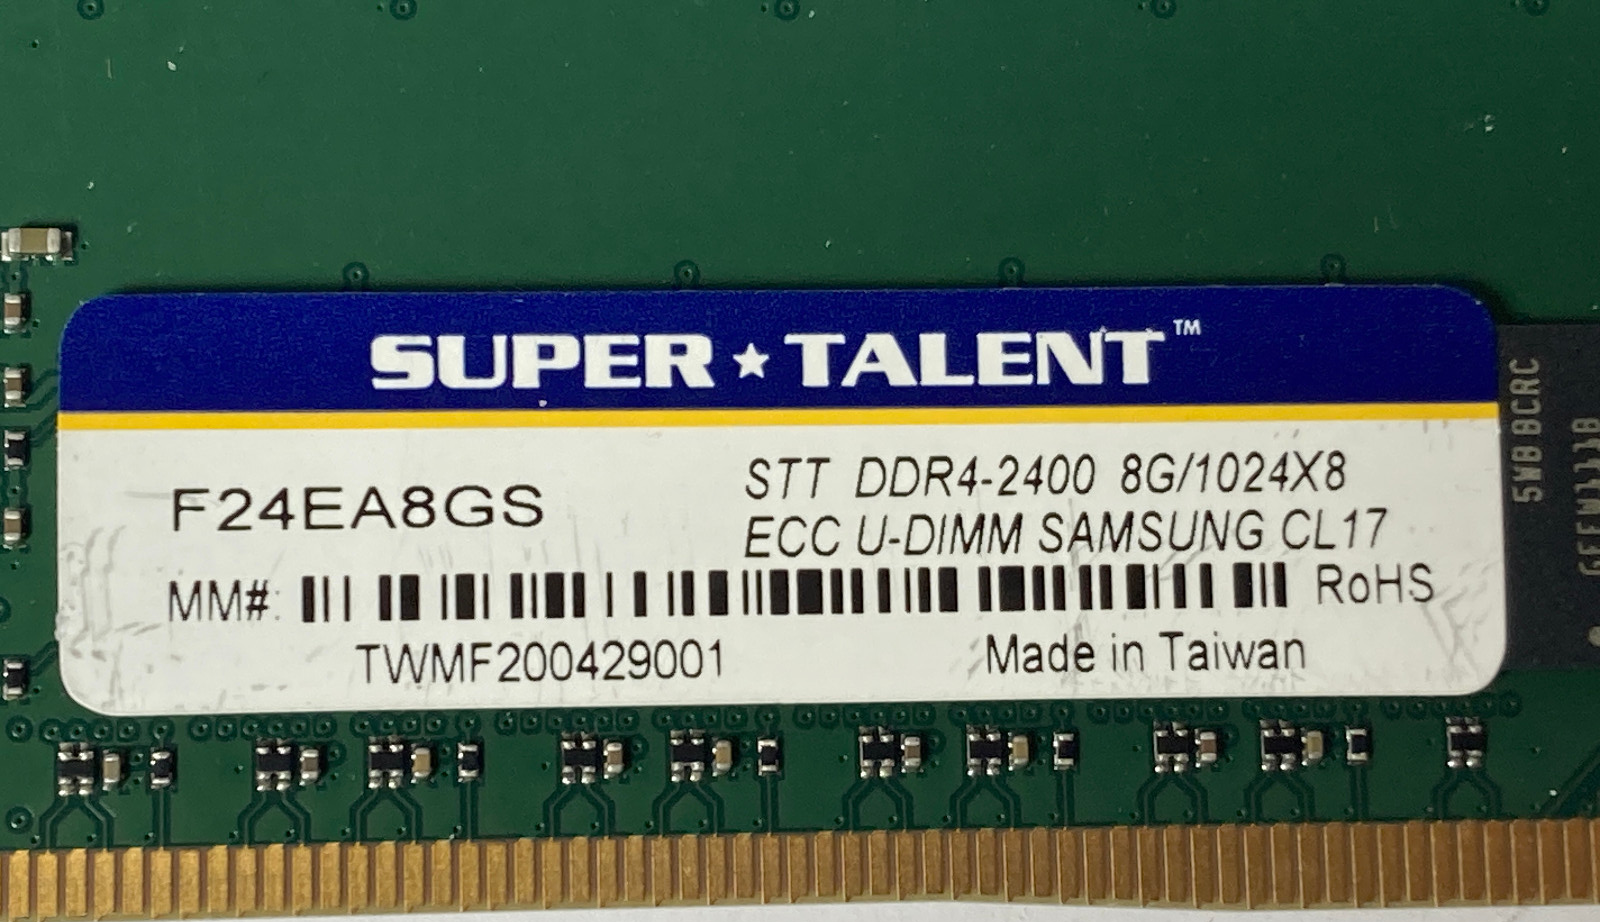 SUPER★TALENT™
F24EA8GS
STT DDR4-2400 8G/1024X8
ECC U-DIMM SAMSUNG CL17
MM#: RoHS
TWMF200429001 Made in Taiwan